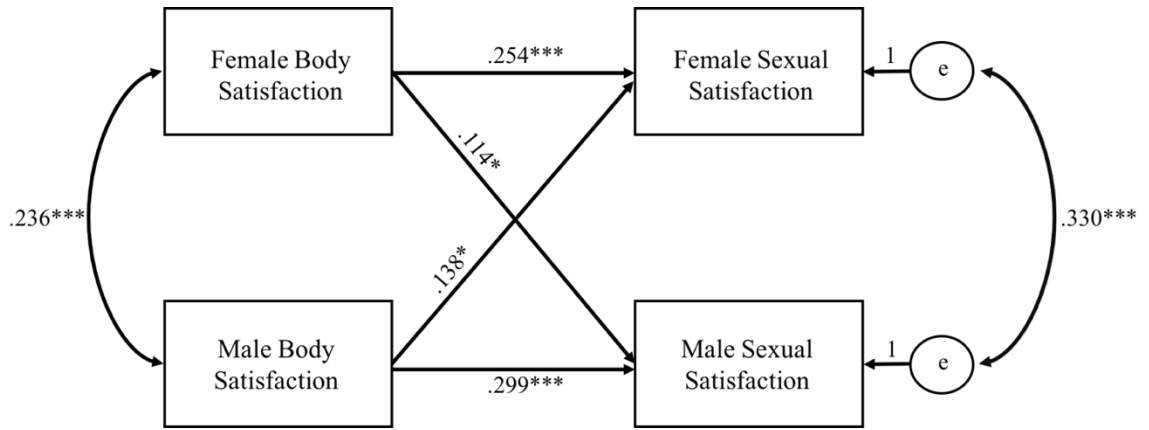 Female Body
Satisfaction
.254***
Female Sexual
Satisfaction
1
e
.114*
.236***
.330***
.138*
Male Body
Satisfaction
.299***
Male Sexual
Satisfaction
1
e